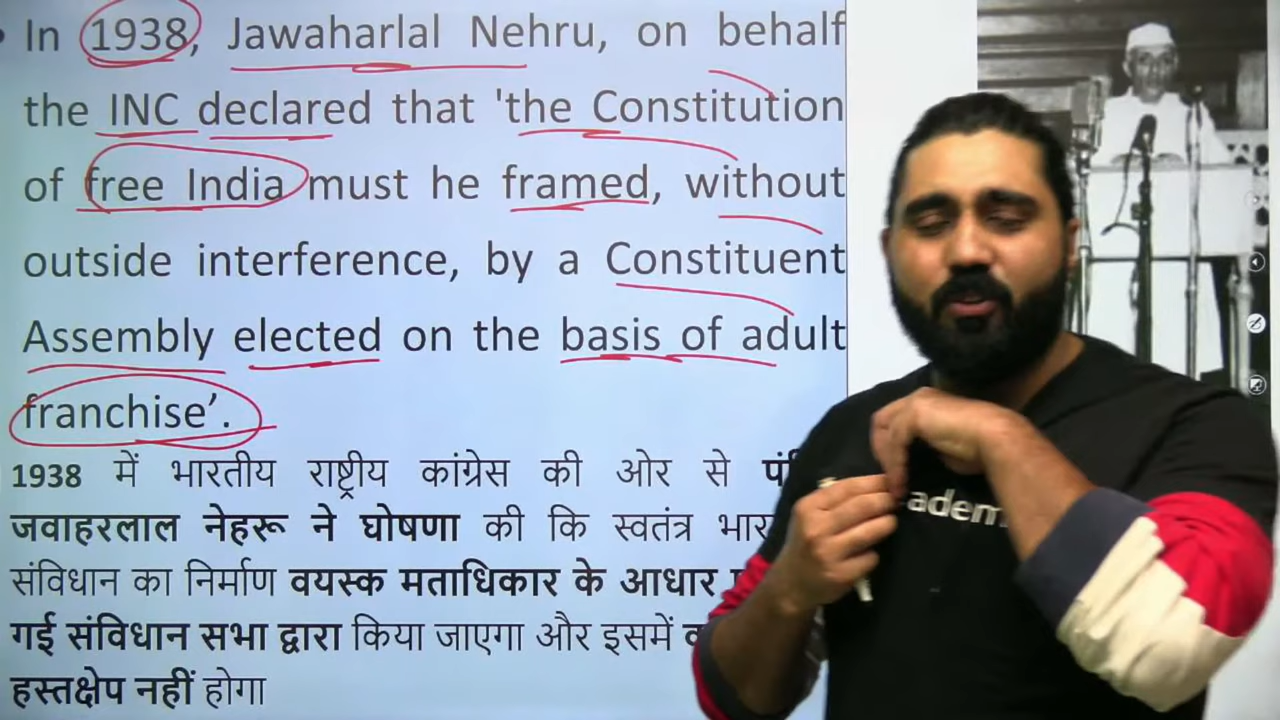 In 1938, Jawaharlal Nehru, on behalf
the INC declared that 'the Constitution
of free India must he framed, without
outside interference, by a Constituent
Assembly elected on the basis of adult
franchise’.
1938 में भारतीय राष्ट्रीय कांग्रेस की ओर से
जवाहरलाल नेहरू ने घोषणा की कि स्वतंत्र
संविधान का निर्माण वयस्क मताधिकार के आधार
गई संविधान सभा द्वारा किया जाएगा और इसमें
हस्तक्षेप नहीं होगा